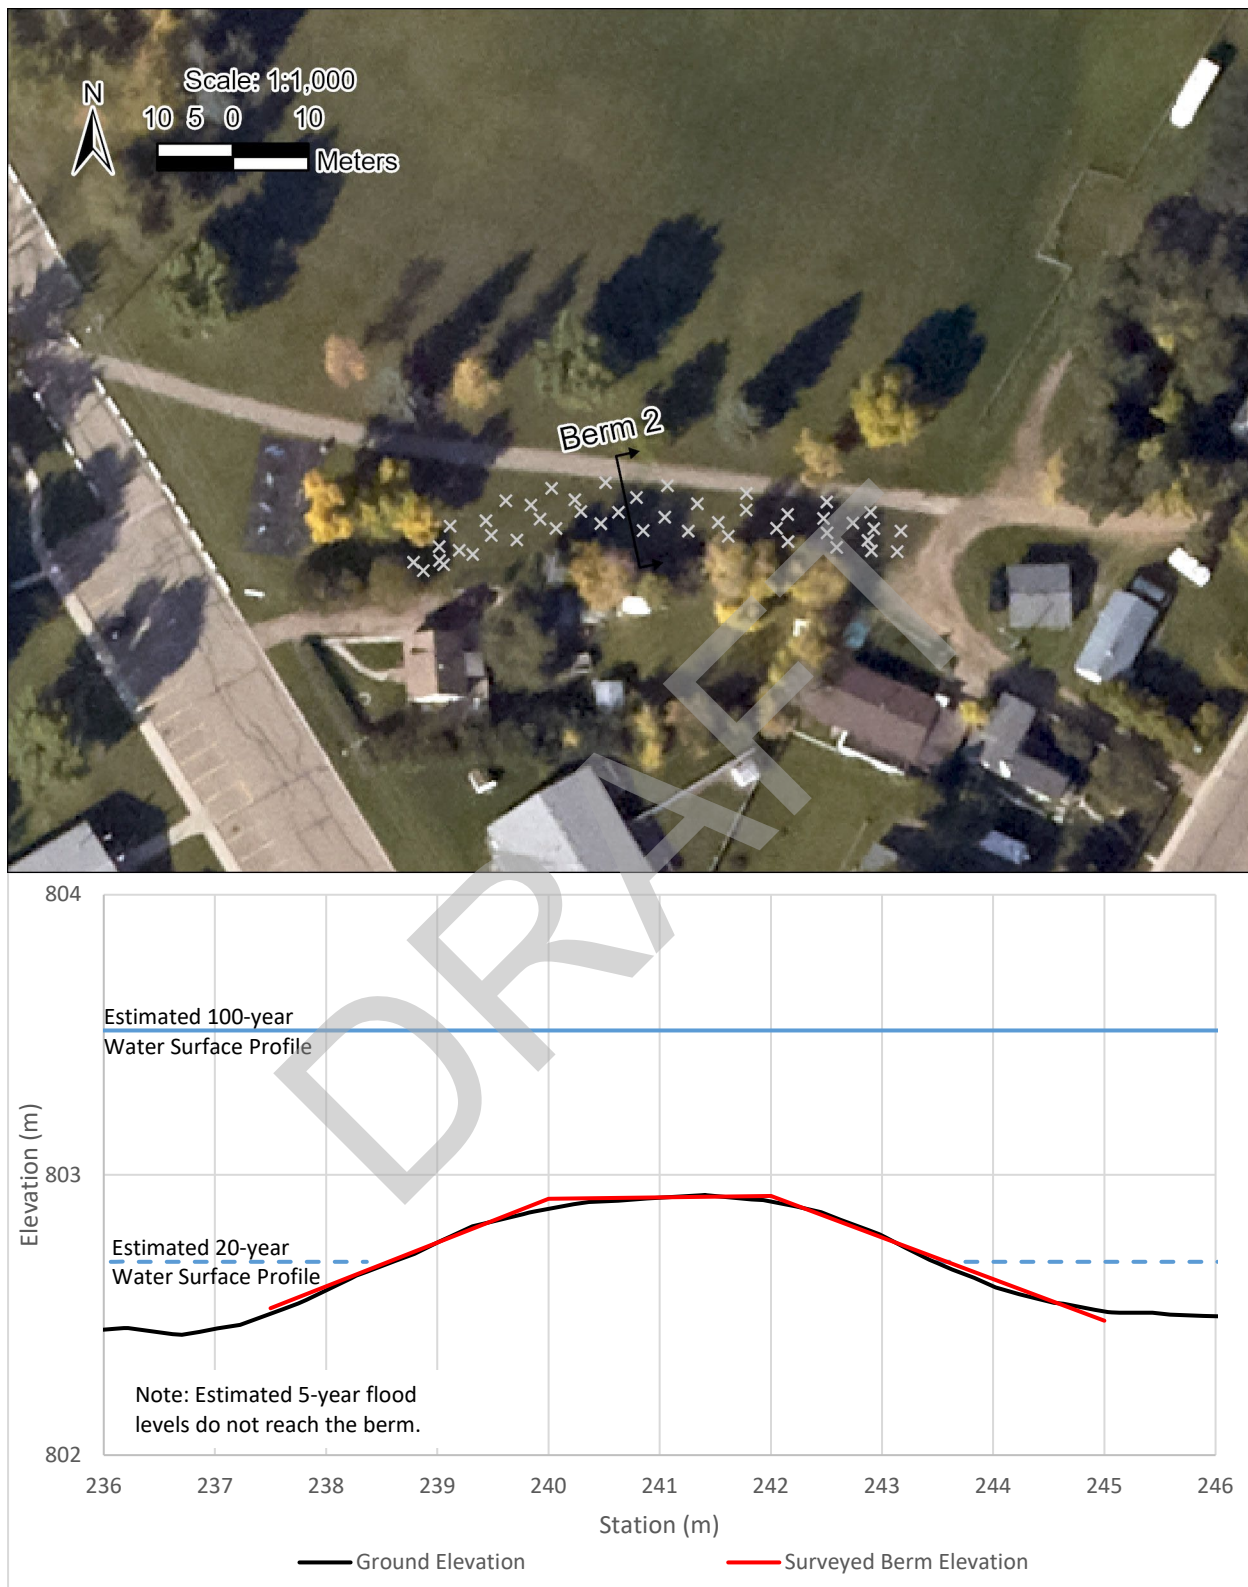 N
Scale: 1:1,000
10 5 0 10
Meters
Berm 2
DRAFT
804
Estimated 100-year
Water Surface Profile
803
Estimated 20-year
Water Surface Profile
Note: Estimated 5-year flood
levels do not reach the berm.
802
Elevation (m)
236 237 238 239 240 241 242 243 244 245 246
Station (m)
Ground Elevation Surveyed Berm Elevation